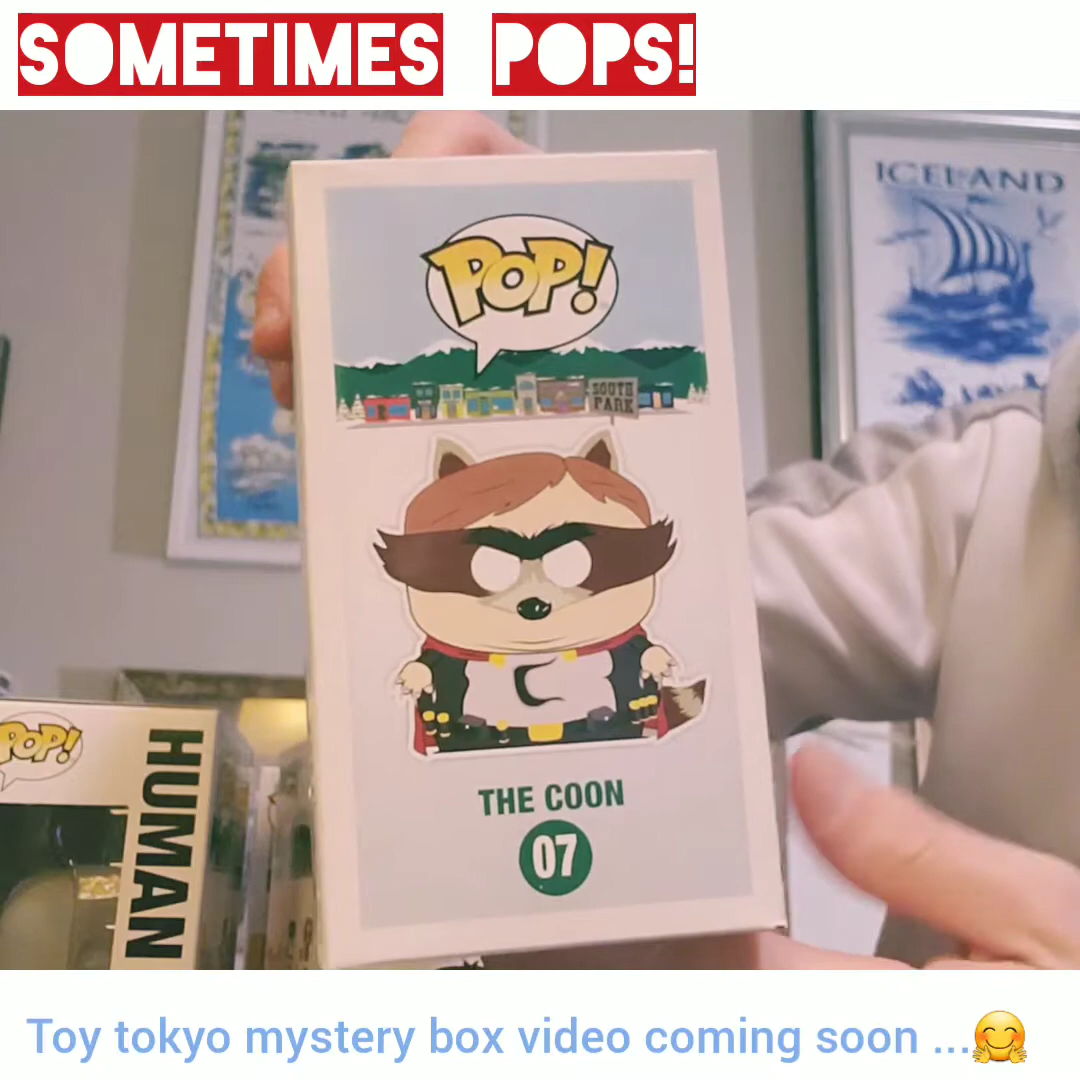 SOMETIMES POPS!
ICELAND
POP!
SOUTH
PARK
C
POP!
HUMAN
THE COON
07
Toy tokyo mystery box video coming soon ...🤗